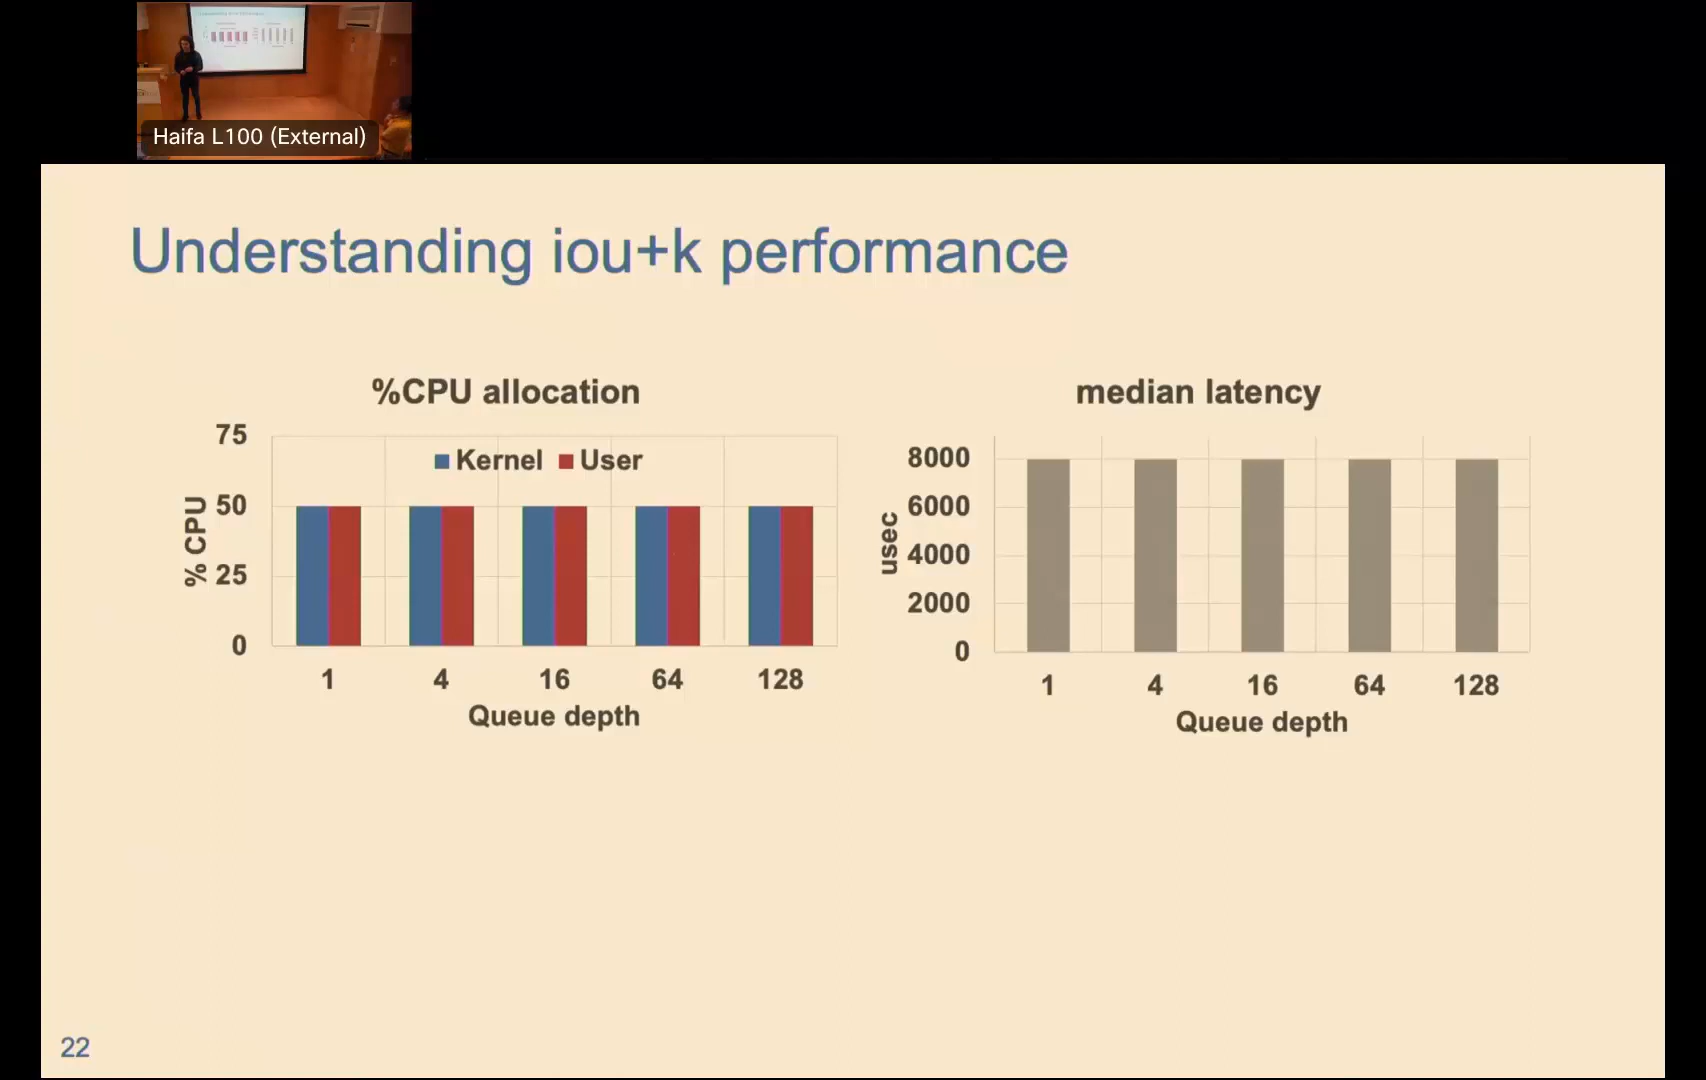 Haifa L100 (External)
Understanding iou+k performance
%CPU allocation
75
Kernel User
% CPU
50
25
0
1 4 16 64 128
Queue depth
median latency
8000
usec
6000
4000
2000
0
1 4 16 64 128
Queue depth
22